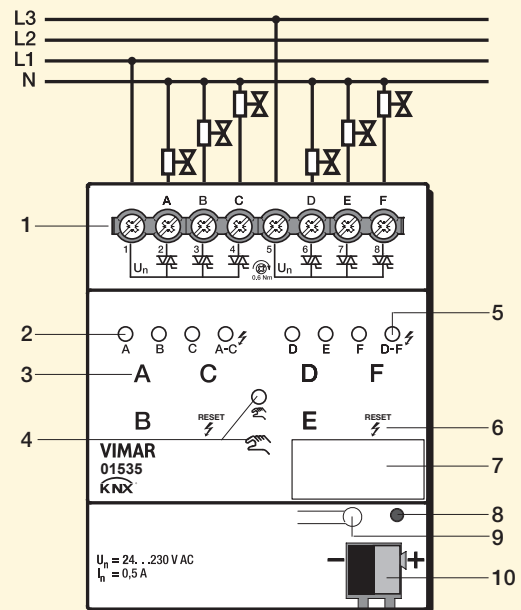 L3
L2
L1
N
A B C D E F
1
1 2 3 4 5 6 7 8
Un Un
0.6 Nm
2 5
A B C A-C D E F D-F
3 A C D F
4 B RESET E RESET 6
VIMAR
01535
KNX
7
8
9
Un = 24. . .230 V AC
In = 0,5 A
- +
10